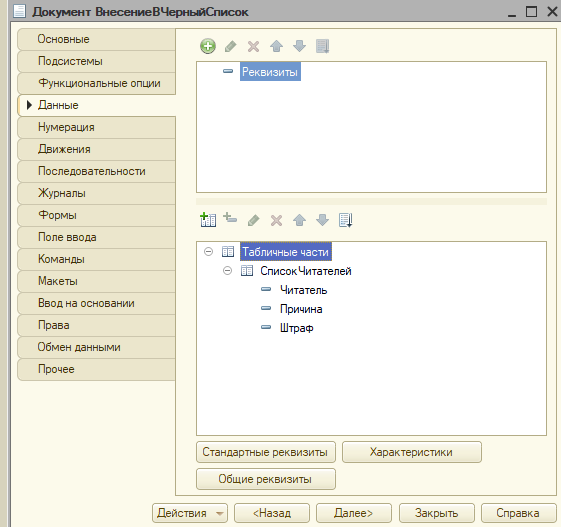 Документ ВнесениеВЧерныйСписок
Основные
Подсистемы
Функциональные опции
Данные
Нумерация
Движения
Последовательности
Журналы
Формы
Поле ввода
Команды
Макеты
Ввод на основании
Права
Обмен данными
Прочее
Реквизиты
Табличные части
СписокЧитателей
Читатель
Причина
Штраф
Стандартные реквизиты
Характеристики
Общие реквизиты
Действия
<Назад
Далее>
Закрыть
Справка